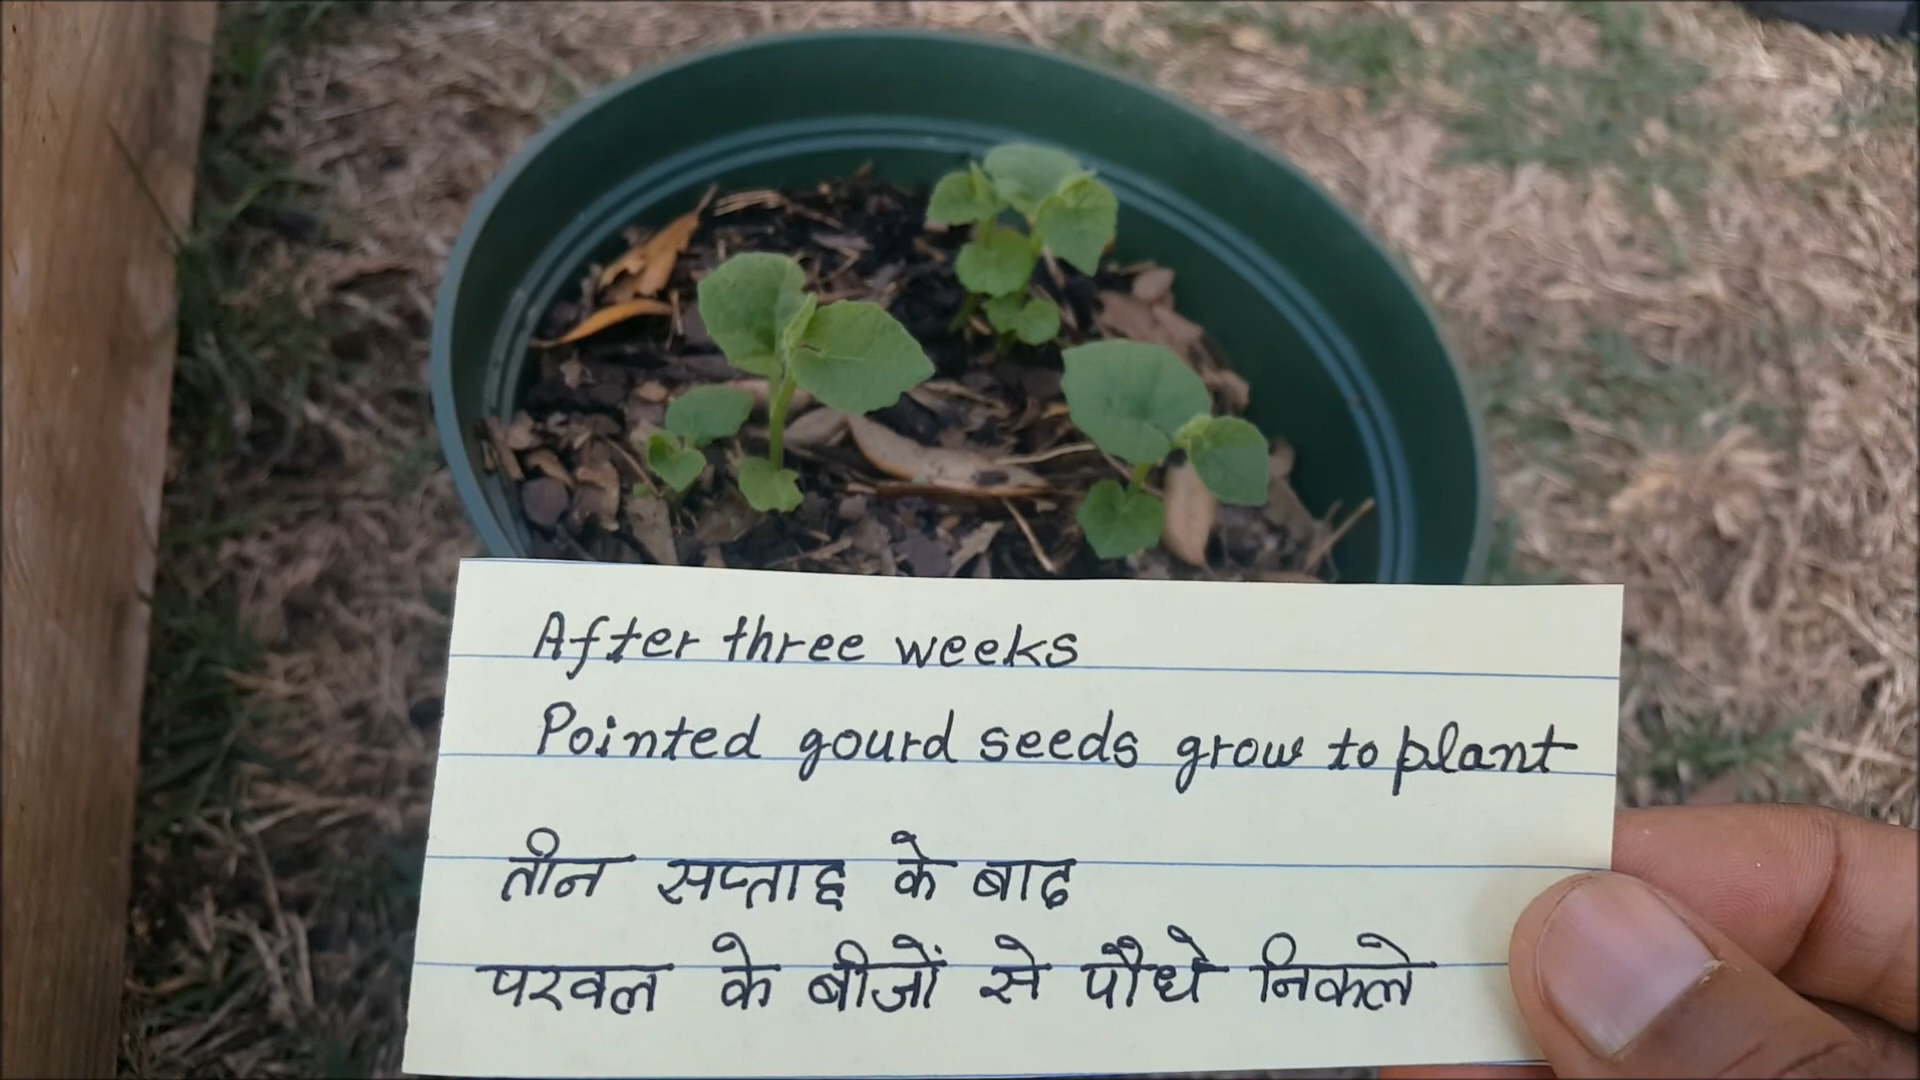 After three weeks
Pointed gourd seeds grow to plant
तीन सप्ताह के बाद
परवल के बीजों से पौधे निकले